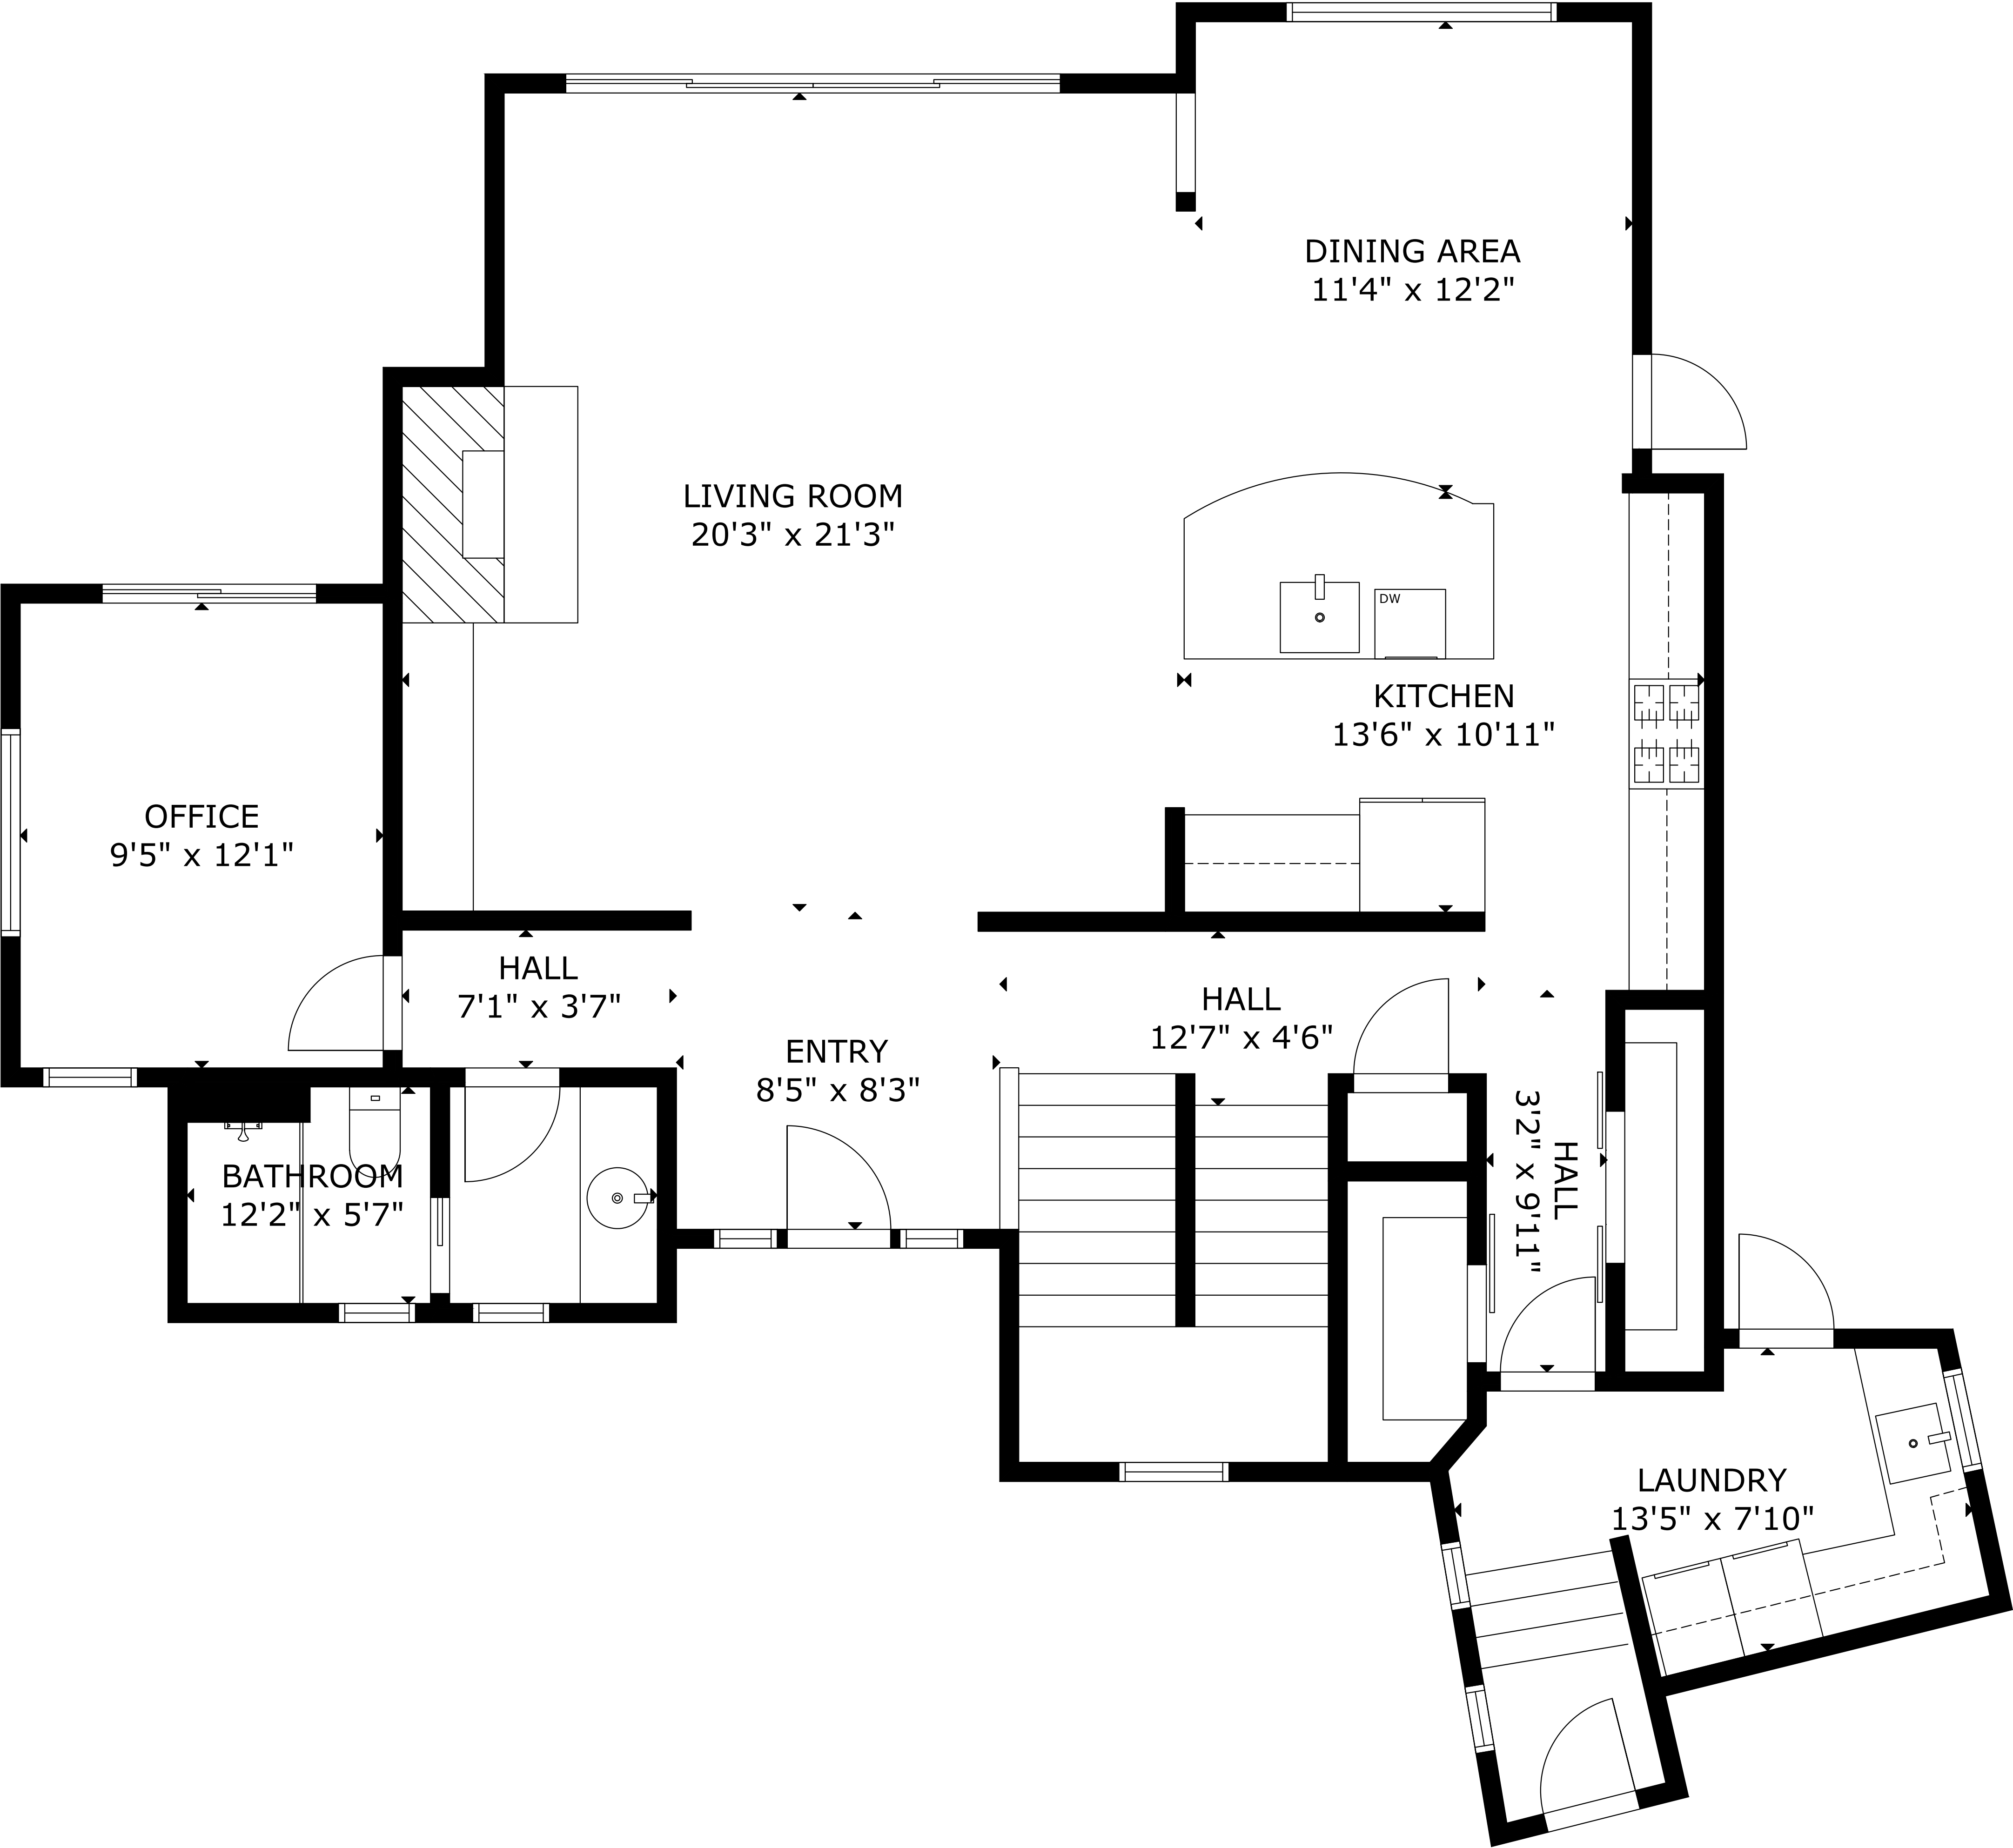 DINING AREA
11'4" x 12'2"
LIVING ROOM
20'3" x 21'3"
DW
KITCHEN
13'6" x 10'11"
OFFICE
9'5" x 12'1"
HALL
7'1" x 3'7"
HALL
12'7" x 4'6"
ENTRY
8'5" x 8'3"
HALL
3'2" x 9'11"
BATHROOM
12'2" x 5'7"
LAUNDRY
13'5" x 7'10"